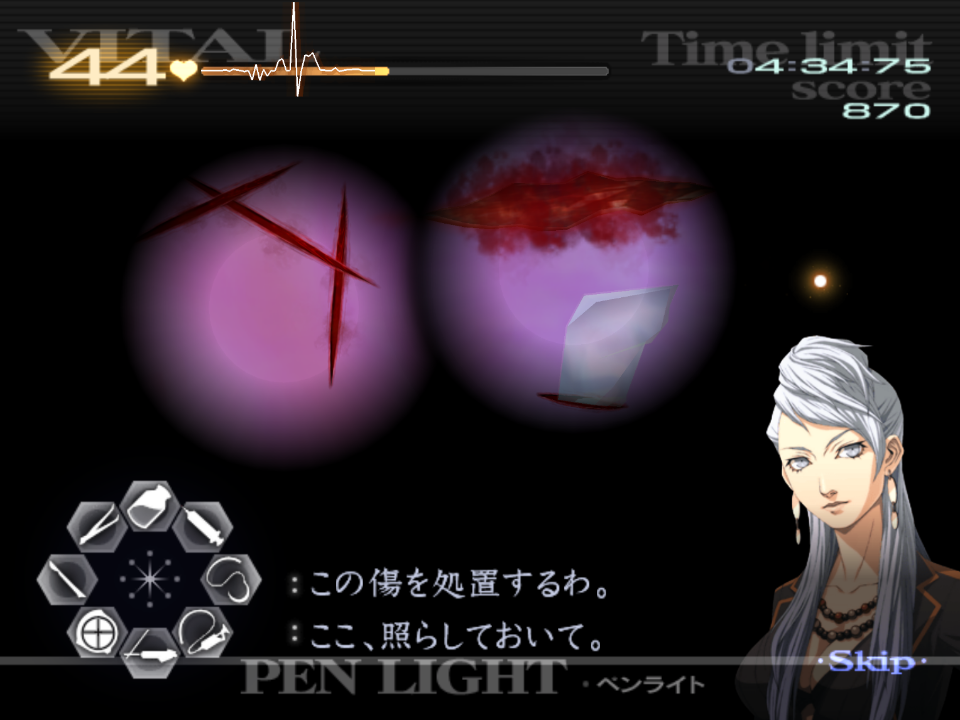 VITAL
44
Time limit
04:34:75
score
870
:この傷を処置するわ。
:ここ、照らしておいて。
PEN LIGHT ・ペンライト
・Skip・